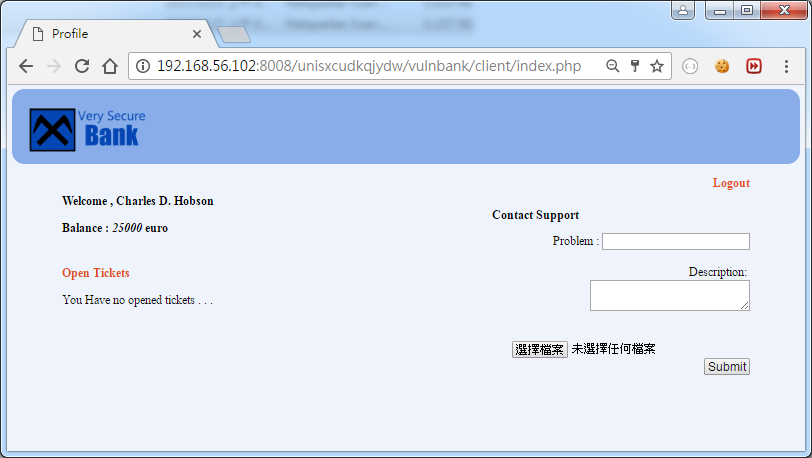 Profile
192.168.56.102:8008/unisxcudkqjydw/vulnbank/client/index.php
Very Secure
Bank
Logout
Welcome , Charles D. Hobson
Balance : 25000 euro
Contact Support
Problem :
Open Tickets
Description:
You Have no opened tickets . . .
選擇檔案 未選擇任何檔案
Submit